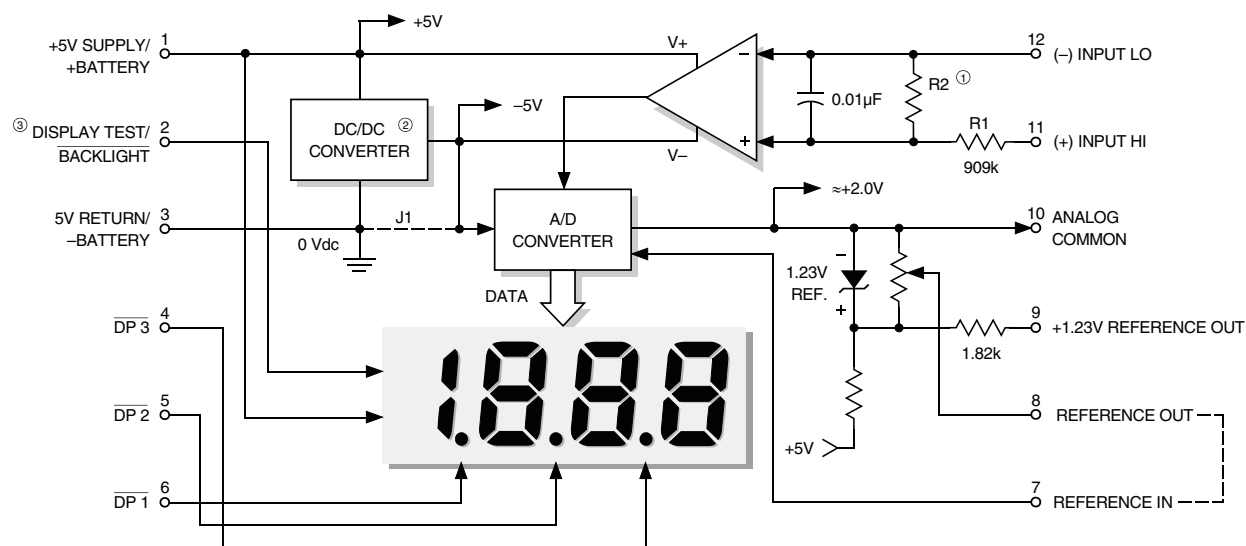 +5V
+5V SUPPLY/
+BATTERY
1
V+
12
(–) INPUT LO
–
R2 ①
0.01µF
–5V
DC/DC ②
CONVERTER
③ DISPLAY TEST/
BACKLIGHT
2
+
V–
R1
909k
11
(+) INPUT HI
≈+2.0V
5V RETURN/
–BATTERY
3
J1
0 Vdc
A/D
CONVERTER
10
ANALOG
COMMON
–
1.23V
REF.
+
DATA
DP 3
4
9
+1.23V REFERENCE OUT
1.82k
1.8.8.8
DP 2
5
8
REFERENCE OUT
+5V
DP 1
6
7
REFERENCE IN